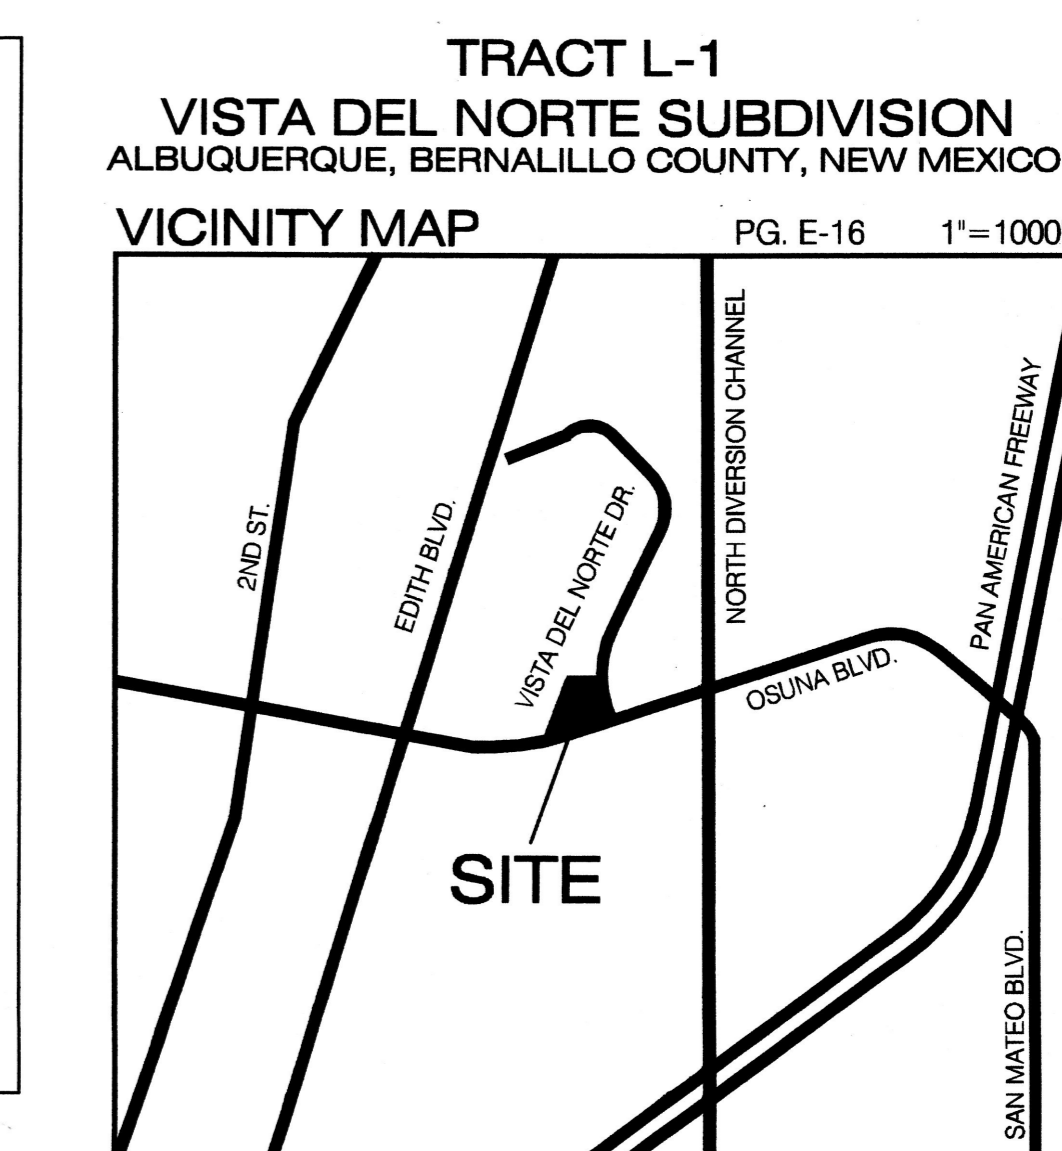 TRACT L-1
VISTA DEL NORTE SUBDIVISION
ALBUQUERQUE, BERNALILLO COUNTY, NEW MEXICO
VICINITY MAP
PG. E-16
1"=1000
NORTH DIVERSION CHANNEL
PAN AMERICAN FREEWAY
2ND ST.
EDITH BLVD.
VISTA DEL NORTE DR.
OSUNA BLVD.
SITE
SAN MATEO BLVD.